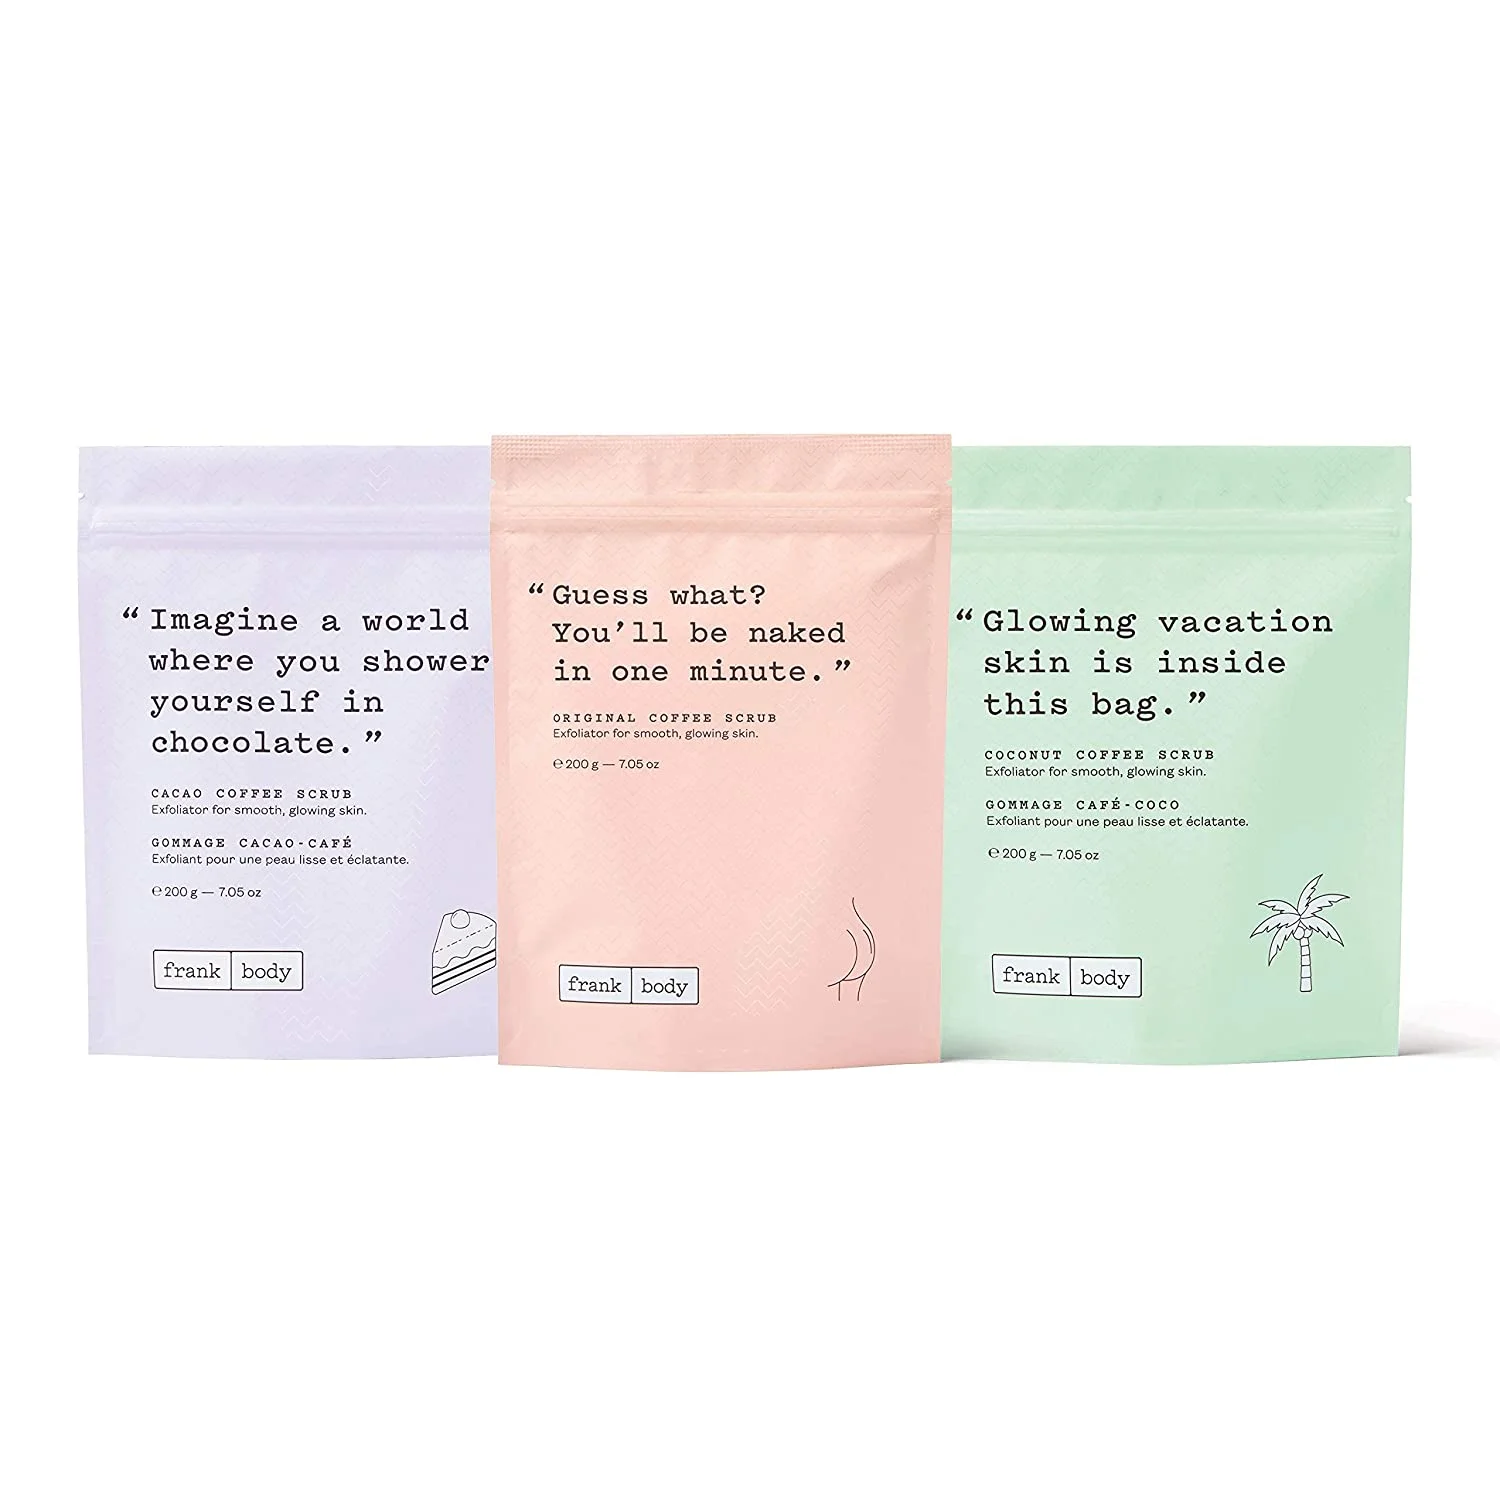 “Imagine a world
where you shower
yourself in
chocolate.”
CACAO COFFEE SCRUB
Exfoliator for smooth, glowing skin.
GOMMAGE CACAO-CAFÉ
Exfoliant pour une peau lisse et éclatante.
℮ 200 g — 7.05 oz
frank body
“Guess what?
You’ll be naked
in one minute.”
ORIGINAL COFFEE SCRUB
Exfoliator for smooth, glowing skin.
℮ 200 g — 7.05 oz
frank body
“Glowing vacation
skin is inside
this bag.”
COCONUT COFFEE SCRUB
Exfoliator for smooth, glowing skin.
GOMMAGE CAFÉ-COCO
Exfoliant pour une peau lisse et éclatante.
℮ 200 g — 7.05 oz
frank body